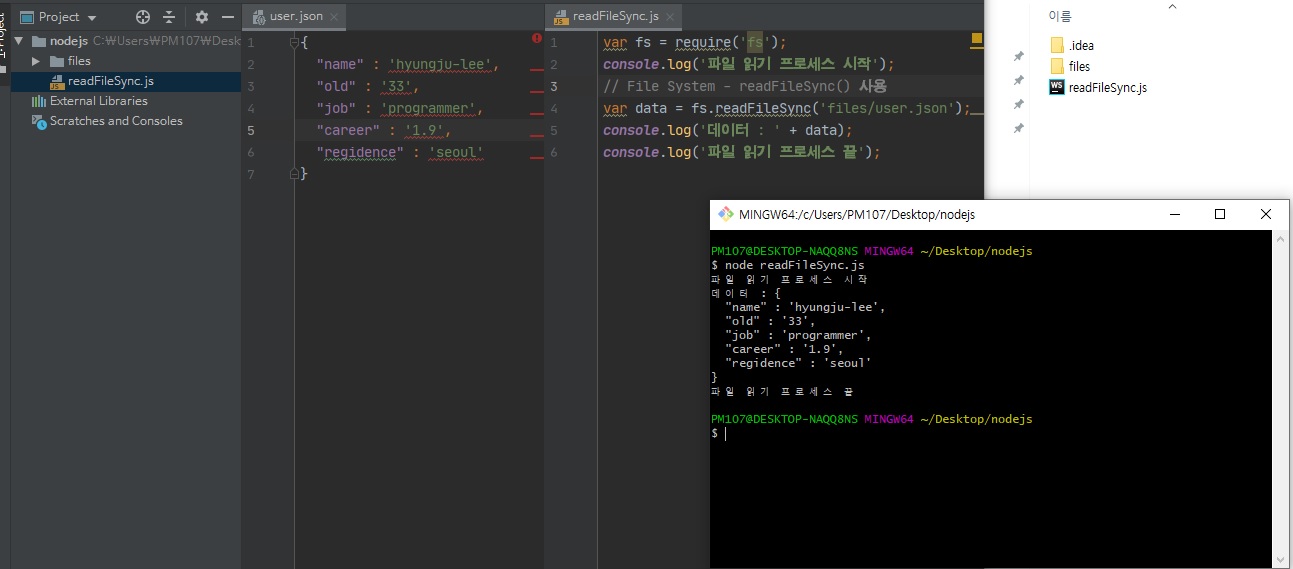 Project
nodejs C:\Users\PM107\Desk
files
readFileSync.js
External Libraries
Scratches and Consoles
user.json
1 {
2 "name" : 'hyungju-lee',
3 "old" : '33',
4 "job" : 'programmer',
5 "career" : '1.9',
6 "regidence" : 'seoul'
7 }
readFileSync.js
1 var fs = require('fs');
2 console.log('파일 읽기 프로세스 시작');
3 // File System - readFileSync() 사용
4 var data = fs.readFileSync('files/user.json');
5 console.log('데이터 : ' + data);
6 console.log('파일 읽기 프로세스 끝');
이름
.idea
files
readFileSync.js
MINGW64:/c/Users/PM107/Desktop/nodejs
PM107@DESKTOP-NAQQ8NS MINGW64 ~/Desktop/nodejs
$ node readFileSync.js
파일 읽기 프로세스 시작
데이터 : {
"name" : 'hyungju-lee',
"old" : '33',
"job" : 'programmer',
"career" : '1.9',
"regidence" : 'seoul'
}
파일 읽기 프로세스 끝
PM107@DESKTOP-NAQQ8NS MINGW64 ~/Desktop/nodejs
$